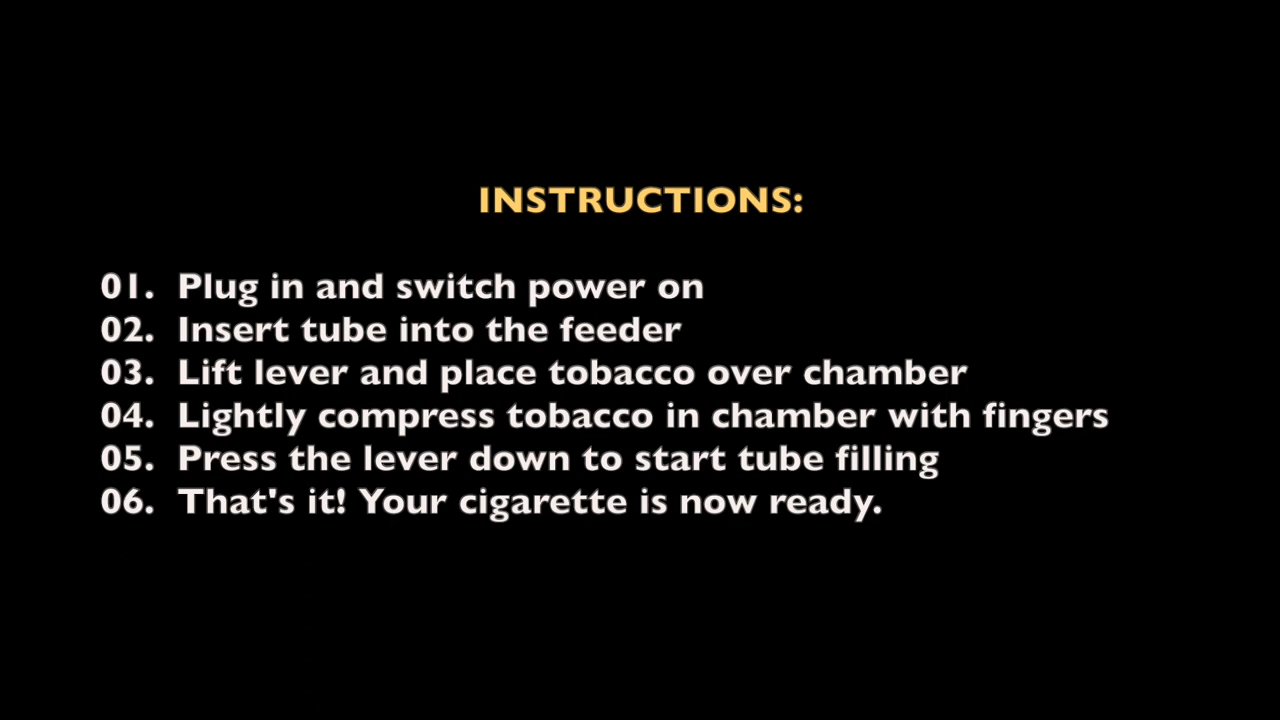 INSTRUCTIONS:
01. Plug in and switch power on
02. Insert tube into the feeder
03. Lift lever and place tobacco over chamber
04. Lightly compress tobacco in chamber with fingers
05. Press the lever down to start tube filling
06. That's it! Your cigarette is now ready.